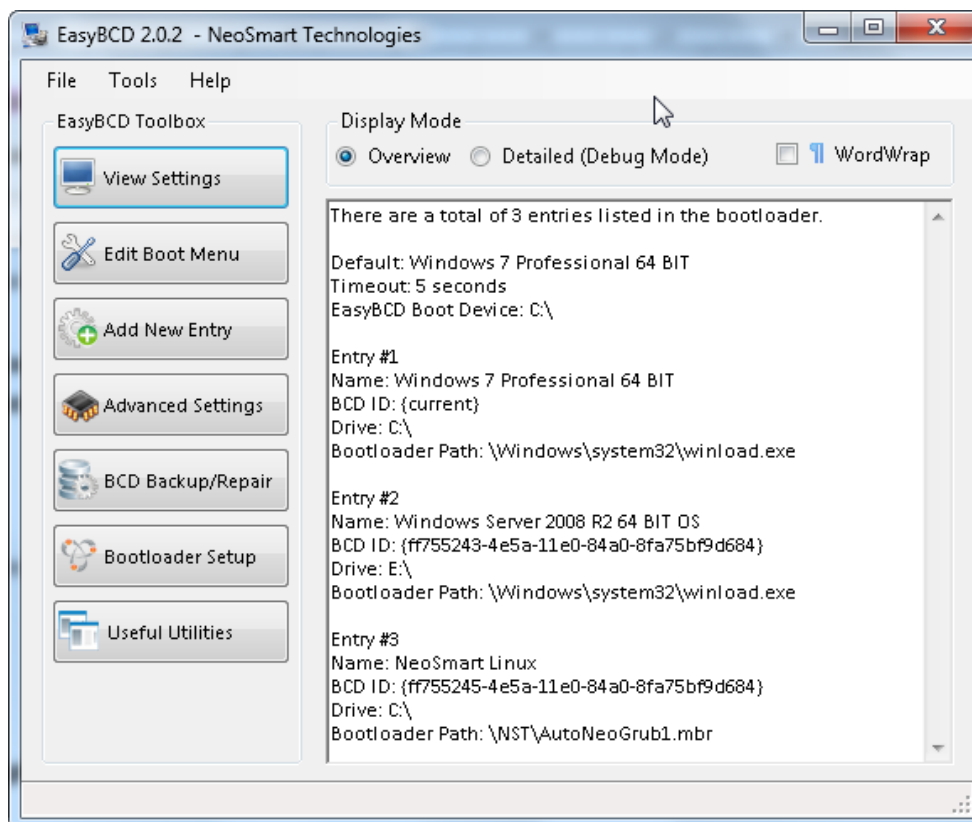 EasyBCD 2.0.2 - NeoSmart Technologies
File Tools Help
EasyBCD Toolbox
View Settings
Edit Boot Menu
Add New Entry
Advanced Settings
BCD Backup/Repair
Bootloader Setup
Useful Utilities
Display Mode
Overview Detailed (Debug Mode) ¶ WordWrap
There are a total of 3 entries listed in the bootloader.
Default: Windows 7 Professional 64 BIT
Timeout: 5 seconds
EasyBCD Boot Device: C:\
Entry #1
Name: Windows 7 Professional 64 BIT
BCD ID: {current}
Drive: C:\
Bootloader Path: \Windows\system32\winload.exe
Entry #2
Name: Windows Server 2008 R2 64 BIT OS
BCD ID: {ff755243-4e5a-11e0-84a0-8fa75bf9d684}
Drive: E:\
Bootloader Path: \Windows\system32\winload.exe
Entry #3
Name: NeoSmart Linux
BCD ID: {ff755245-4e5a-11e0-84a0-8fa75bf9d684}
Drive: C:\
Bootloader Path: \NST\AutoNeoGrub1.mbr